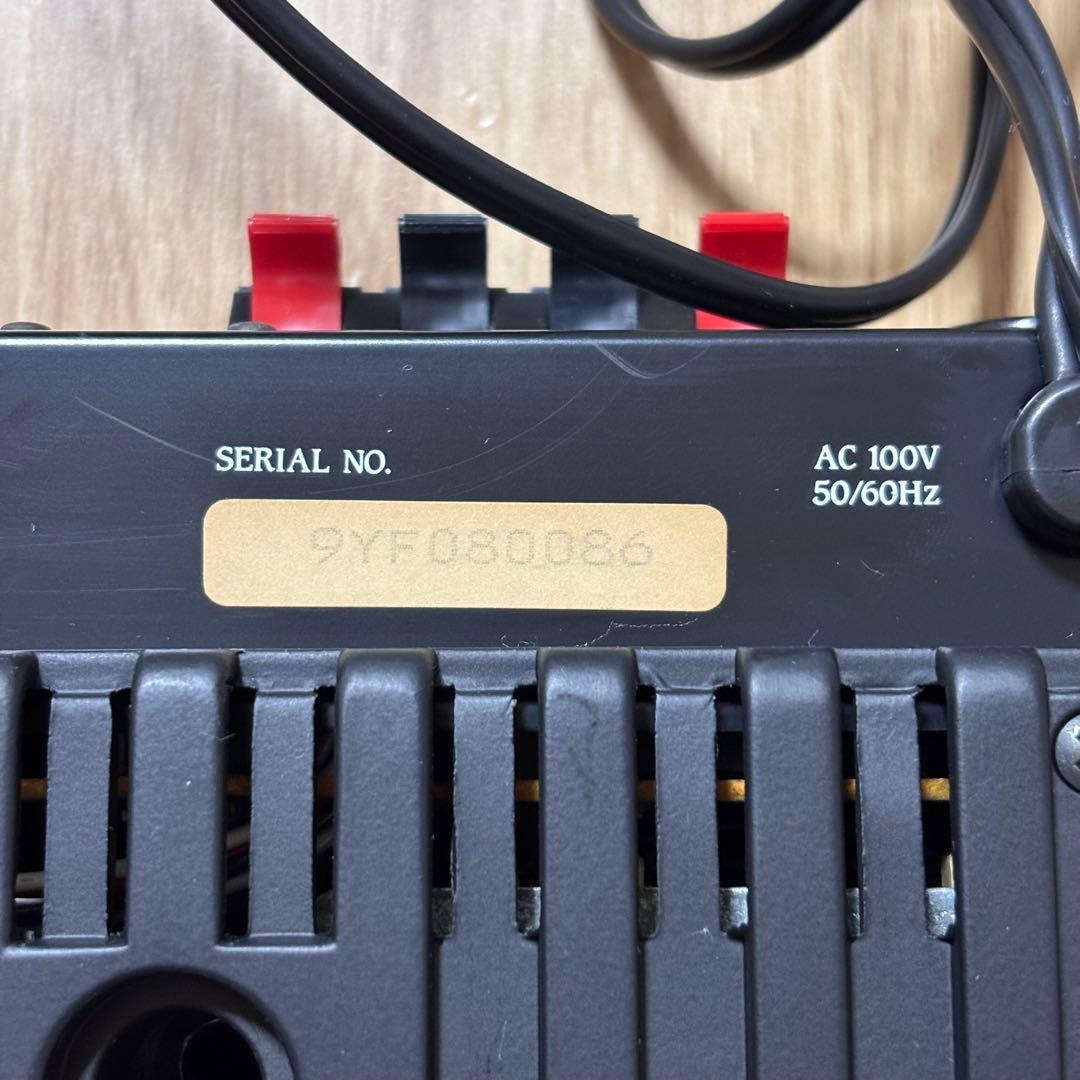 SERIAL NO.
9YF080086
AC 100V
50/60Hz